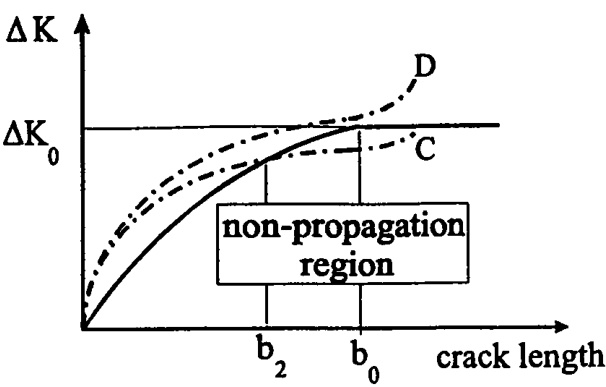 ΔK
D
ΔK₀
C
non-propagation
region
b₂
b₀
crack length